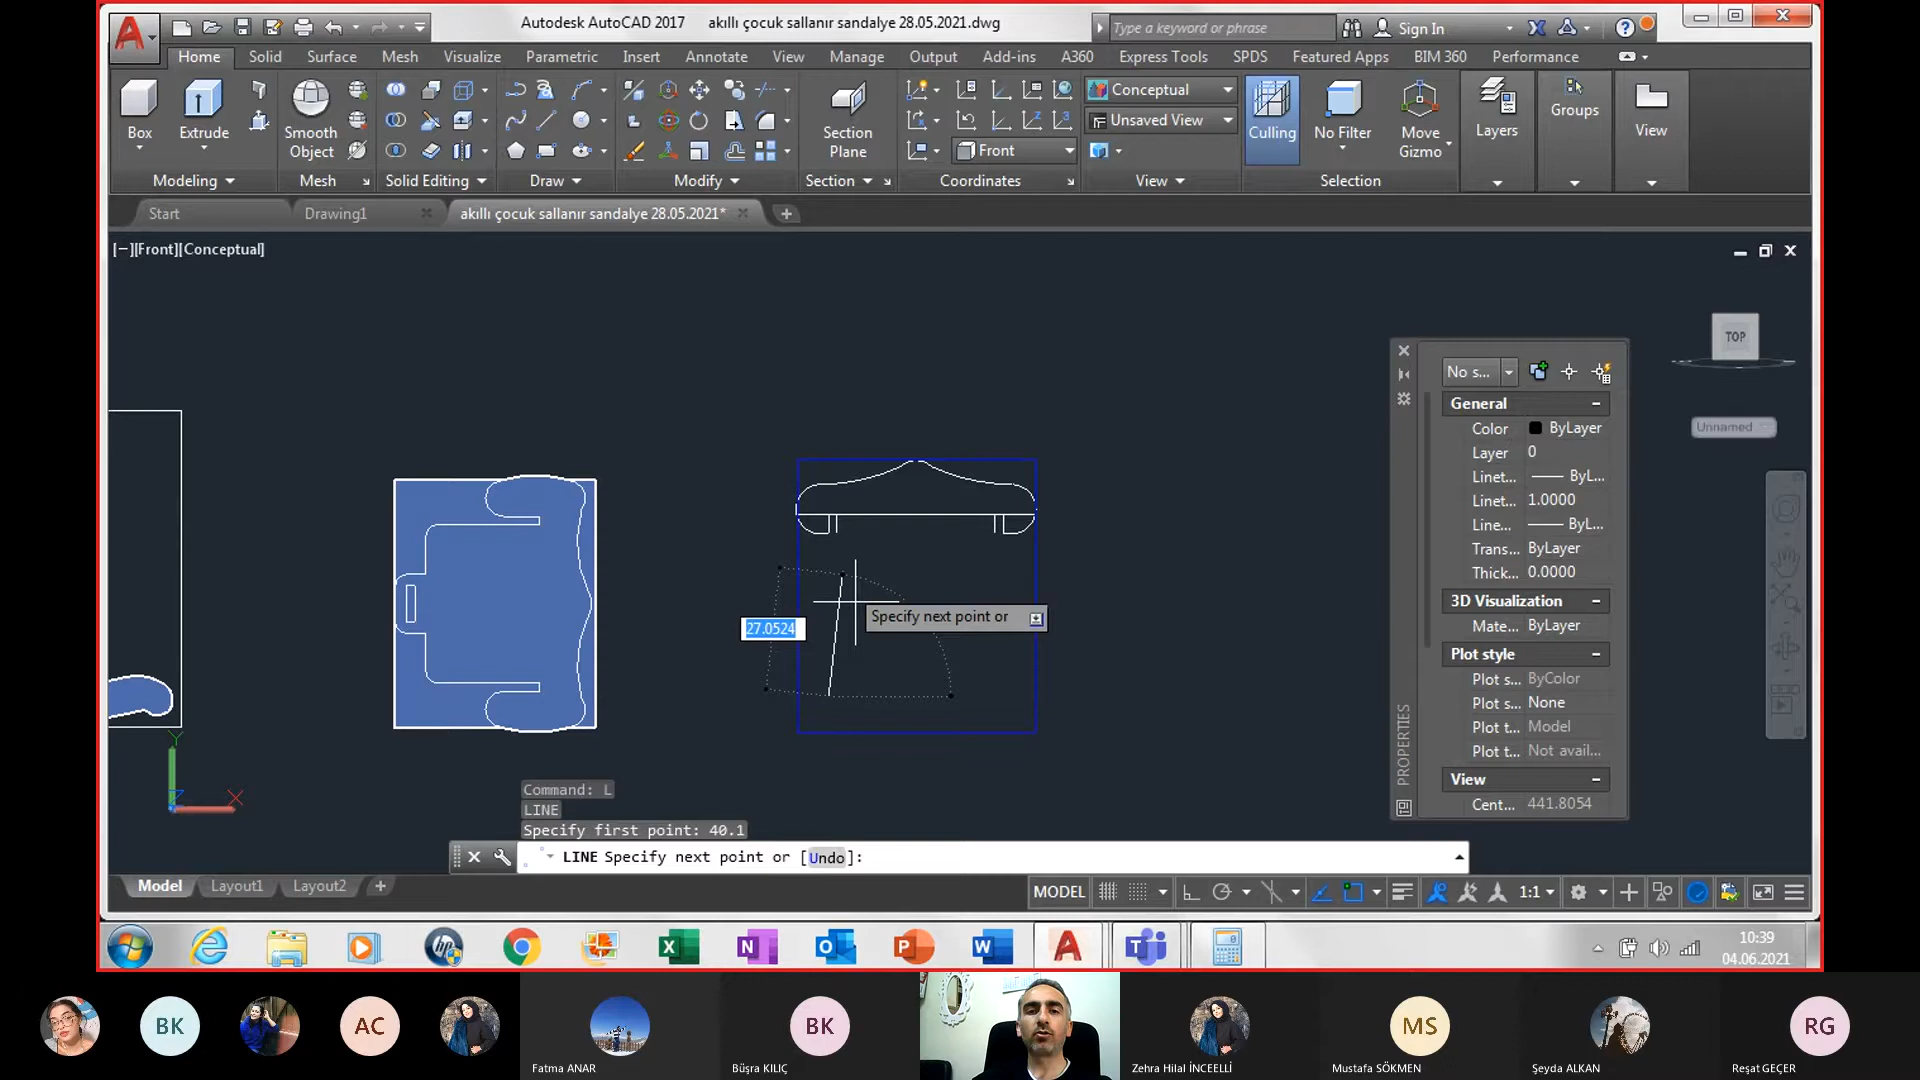 Autodesk AutoCAD 2017 akıllı çocuk sallanır sandalye 28.05.2021.dwg
Type a keyword or phrase
Sign In
Home Solid Surface Mesh Visualize Parametric Annotate Insert View Manage Output Add-ins A360 Express Tools SPDS Featured Apps BIM 360 Performance
Box
Extrude
Smooth Object
Section Plane
Conceptual
Unsaved View
Front
Culling
No Filter
Move Gizmo
Layers
Groups
View
Modeling
Mesh
Solid Editing
Draw
Modify
Section
Coordinates
View
Selection
Start
Drawing1
akıllı çocuk sallanır sandalye 28.05.2021*
[−][Front][Conceptual]
TOP
Unnamed
No s...
General
Color ByLayer
Layer 0
Linet... ByL...
Linet... 1.0000
Line... ByL...
Trans... ByLayer
Thick... 0.0000
3D Visualization
Mate... ByLayer
Plot style
Plot s... ByColor
Plot s... None
Plot t... Model
Plot t... Not avail...
View
Cent... 441.8054
PROPERTIES
27.0524
Specify next point or
Y
X
Z
Command: L
LINE
Specify first point: 40.1
LINE Specify next point or [Undo]:
Model
Layout1
Layout2
MODEL
1:1
10:39
04.06.2021
BK
AC
BK
MS
RG
Fatma ANAR
Büşra KILIÇ
Zehra Hilal İNCEELLİ
Mustafa SÖKMEN
Şeyda ALKAN
Reşat GEÇER